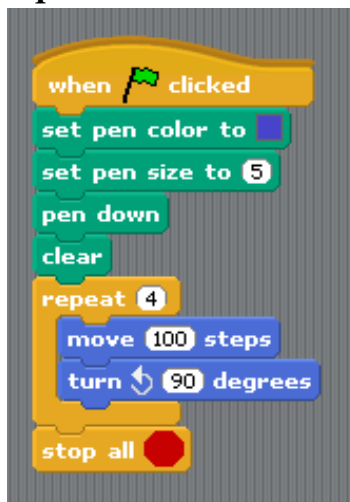 when clicked
set pen color to
set pen size to 5
pen down
clear
repeat 4
move 100 steps
turn 90 degrees
stop all